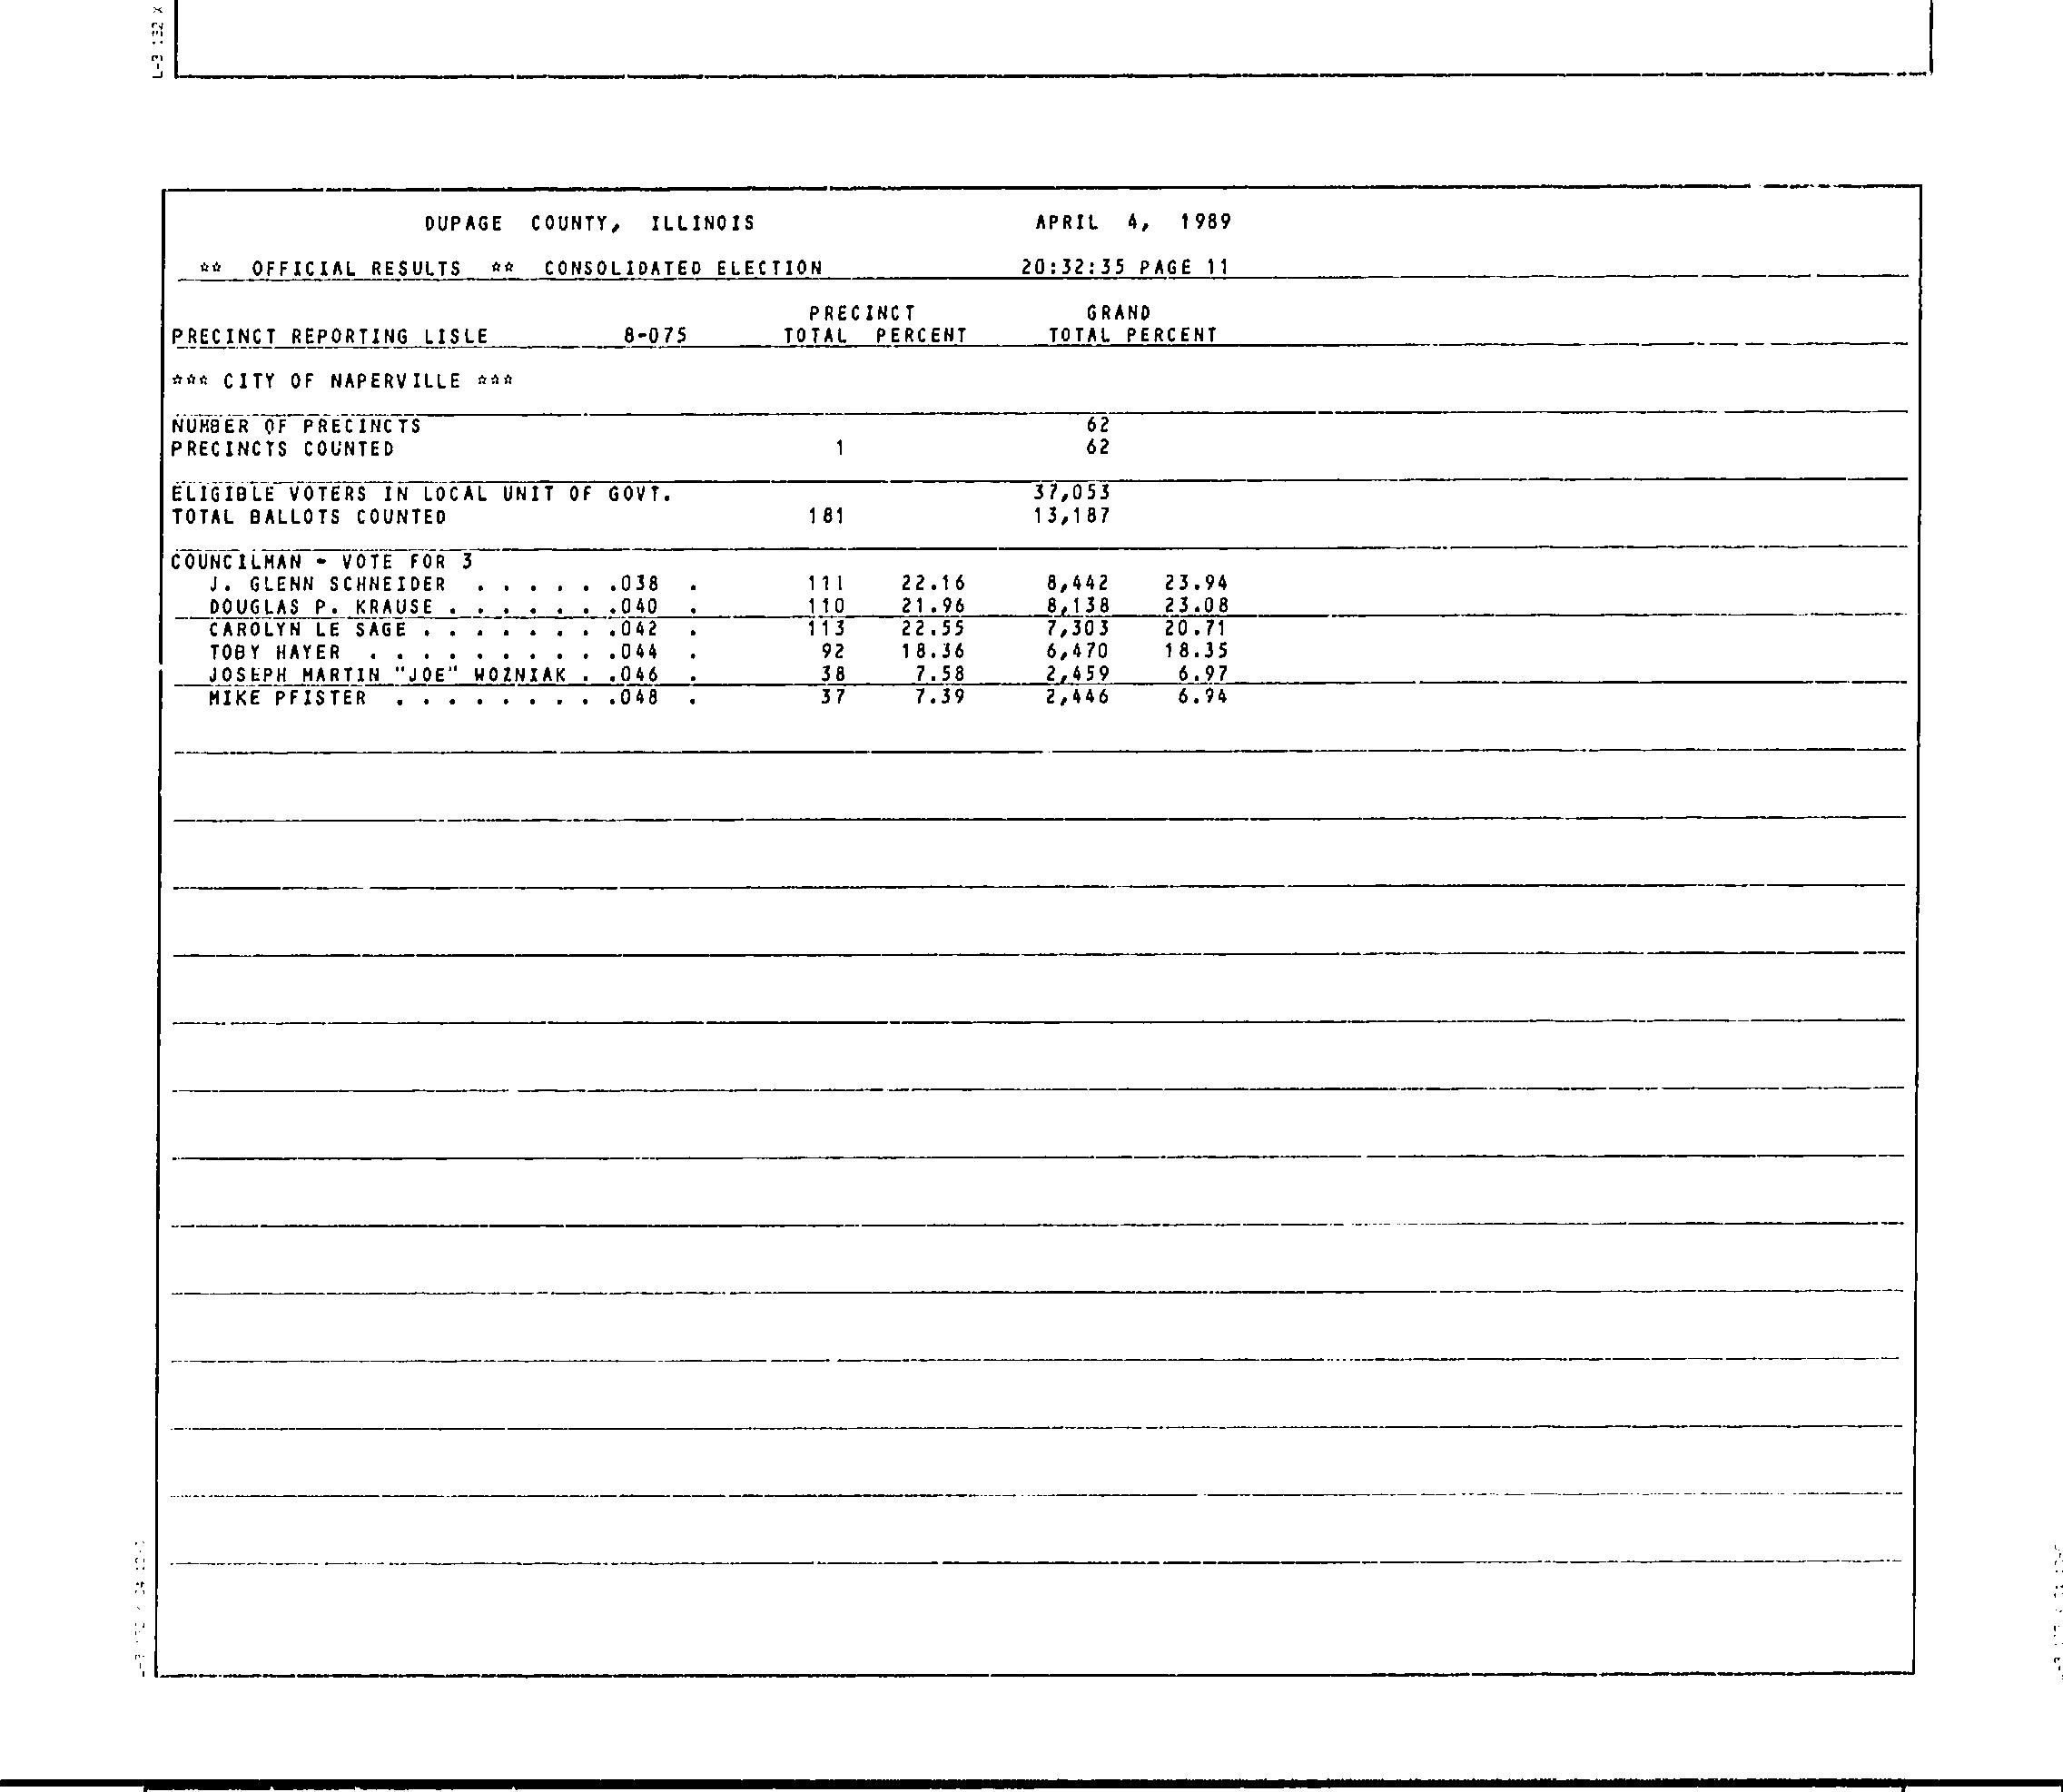 L-3 132 X
DUPAGE COUNTY, ILLINOIS APRIL 4, 1989
** OFFICIAL RESULTS ** CONSOLIDATED ELECTION 20:32:35 PAGE 11
PRECINCT GRAND
PRECINCT REPORTING LISLE 8-075 TOTAL PERCENT TOTAL PERCENT
*** CITY OF NAPERVILLE ***
NUMBER OF PRECINCTS 62
PRECINCTS COUNTED 1 62
ELIGIBLE VOTERS IN LOCAL UNIT OF GOVT. 37,053
TOTAL BALLOTS COUNTED 181 13,187
COUNCILMAN - VOTE FOR 3
J. GLENN SCHNEIDER . . . . . .038 . 111 22.16 8,442 23.94
DOUGLAS P. KRAUSE . . . . . . .040 . 110 21.96 8,138 23.08
CAROLYN LE SAGE . . . . . . . .042 . 113 22.55 7,303 20.71
TOBY HAYER . . . . . . . . . .044 . 92 18.36 6,470 18.35
JOSEPH MARTIN "JOE" WOZNIAK . .046 . 38 7.58 2,459 6.97
MIKE PFISTER . . . . . . . . .048 . 37 7.39 2,446 6.94